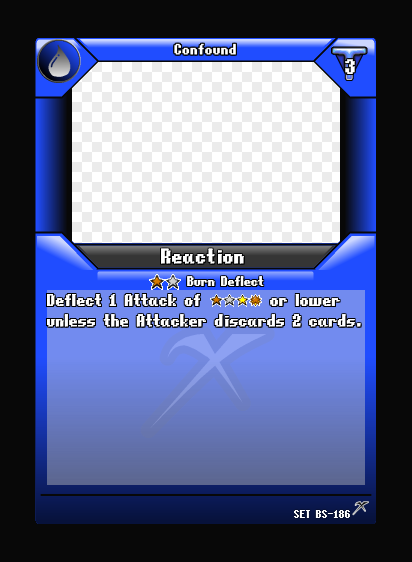 Confound
3
Reaction
Burn Deflect
Deflect 1 Attack of or lower
unless the Attacker discards 2 cards.
SET BS-186